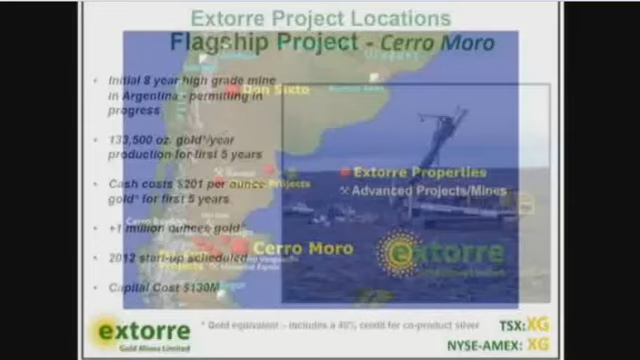 Extorre Project Locations
Flagship Project - Cerro Moro
Initial 8 year high grade mine
in Argentina - permitting in
progress
Don Sixto
133,500 oz. gold*/year
production for first 5 years
Extorre Properties
Advanced Projects/Mines
Cash costs $201 per ounce
gold* for first 5 years
Projects
+1 million ounces gold*
Cerro Moro
2012 start-up scheduled
Projects
extorre
Capital Cost $130M
extorre
Gold Mines Limited
* Gold equivalent - includes a 40% credit for co-product silver
TSX: XG
NYSE-AMEX: XG